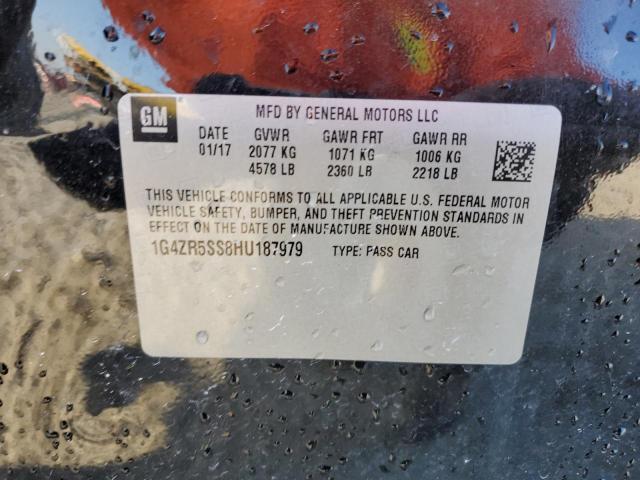 GM
MFD BY GENERAL MOTORS LLC
DATE GVWR GAWR FRT GAWR RR
01/17 2077 KG 1071 KG 1006 KG
4578 LB 2360 LB 2218 LB
THIS VEHICLE CONFORMS TO ALL APPLICABLE U.S. FEDERAL MOTOR
VEHICLE SAFETY, BUMPER, AND THEFT PREVENTION STANDARDS IN
EFFECT ON THE DATE OF MANUFACTURE SHOWN ABOVE.
1G4ZR5SS8HU187979 TYPE: PASS CAR